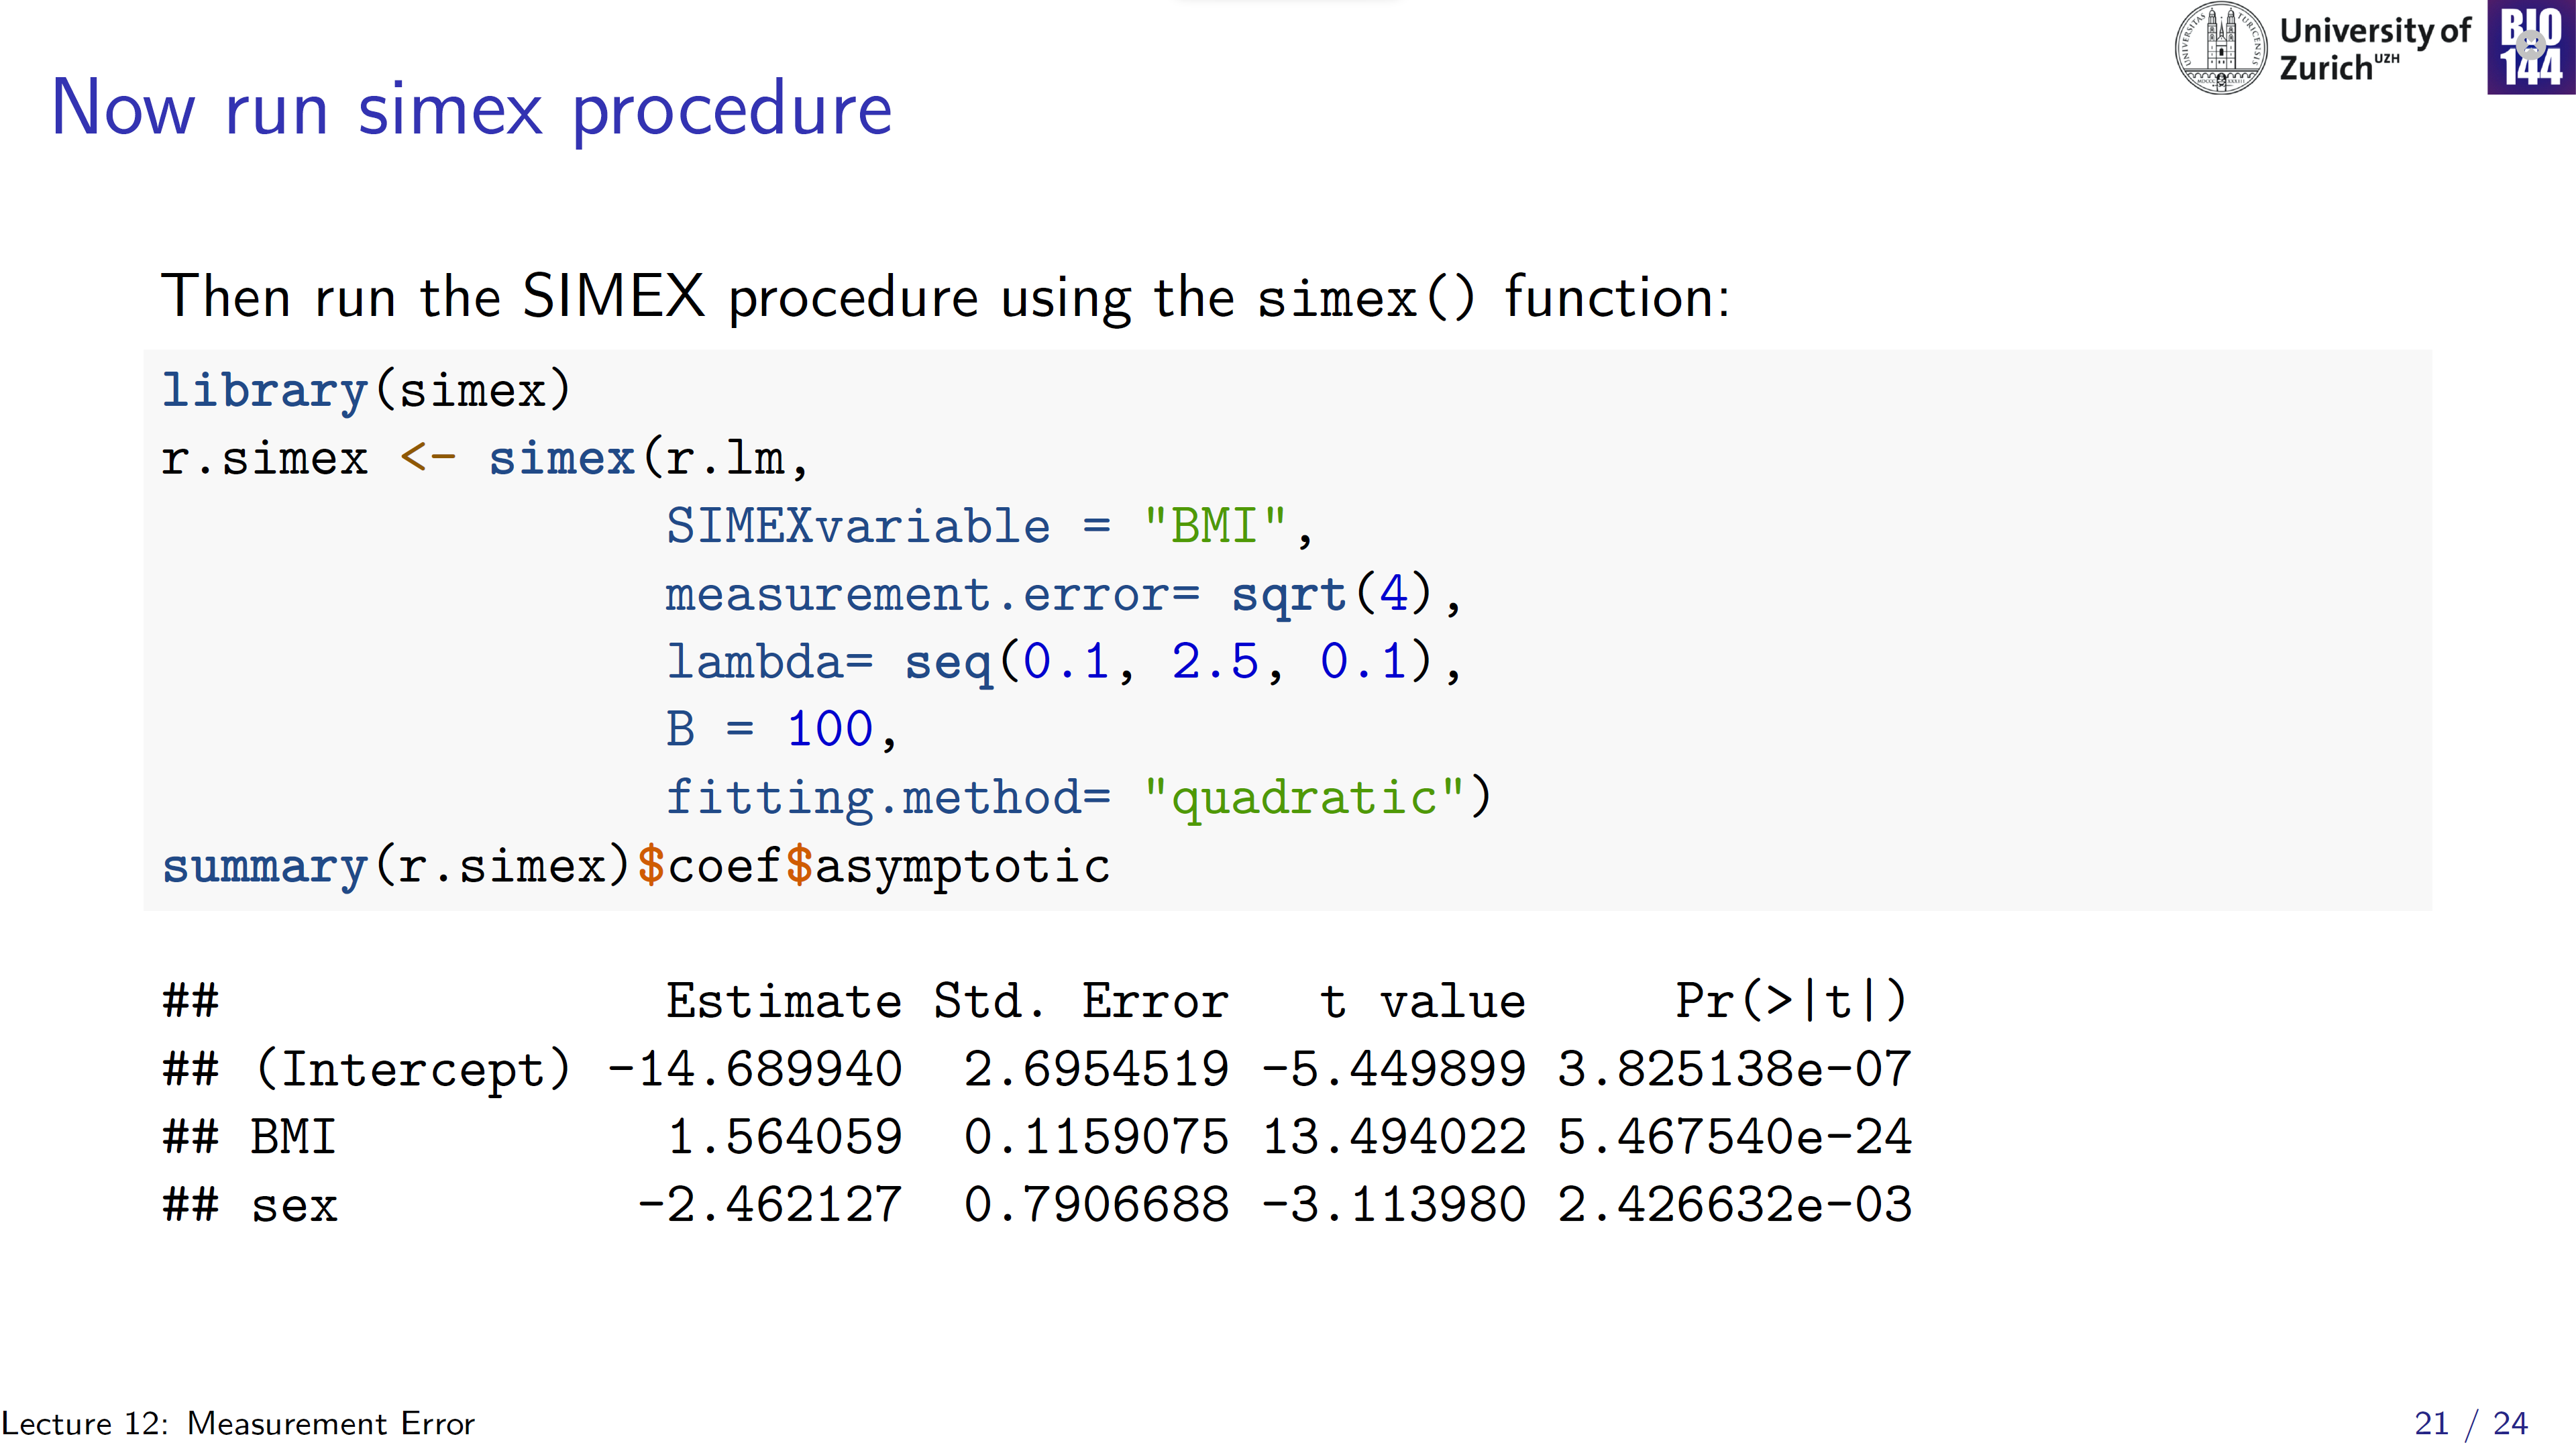 University of
Zurich UZH
BIO
144
Now run simex procedure
Then run the SIMEX procedure using the simex() function:
library(simex)
r.simex <- simex(r.lm,
                 SIMEXvariable = "BMI",
                 measurement.error= sqrt(4),
                 lambda= seq(0.1, 2.5, 0.1),
                 B = 100,
                 fitting.method= "quadratic")
summary(r.simex)$coef$asymptotic
##               Estimate Std. Error   t value     Pr(>|t|)
## (Intercept) -14.689940  2.6954519 -5.449899 3.825138e-07
## BMI           1.564059  0.1159075 13.494022 5.467540e-24
## sex          -2.462127  0.7906688 -3.113980 2.426632e-03
Lecture 12: Measurement Error
21 / 24